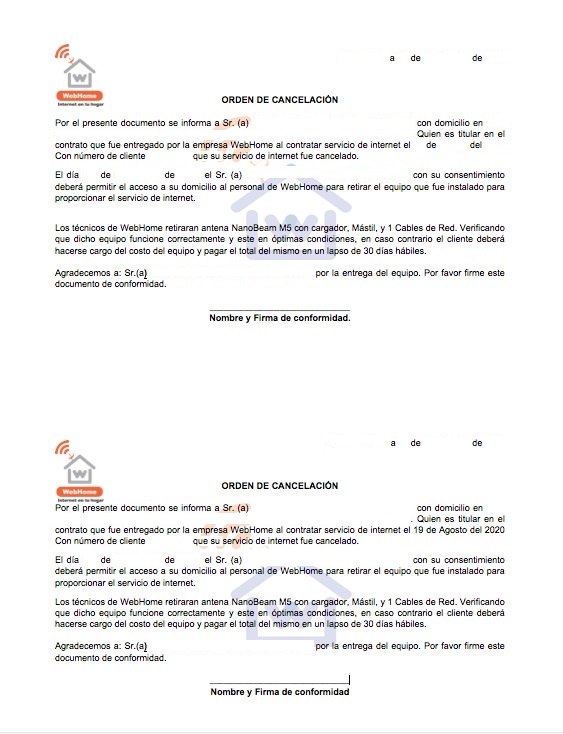 a de de
W
WebHome
Internet en tu hogar
ORDEN DE CANCELACIÓN
Por el presente documento se informa a Sr. (a) con domicilio en
Quien es titular en el
contrato que fue entregado por la empresa WebHome al contratar servicio de internet el de del
Con número de cliente que su servicio de internet fue cancelado.
El día de de el Sr. (a) con su consentimiento
deberá permitir el acceso a su domicilio al personal de WebHome para retirar el equipo que fue instalado para
proporcionar el servicio de internet.
Los técnicos de WebHome retiraran antena NanoBeam M5 con cargador, Mástil, y 1 Cables de Red. Verificando
que dicho equipo funcione correctamente y este en óptimas condiciones, en caso contrario el cliente deberá
hacerse cargo del costo del equipo y pagar el total del mismo en un lapso de 30 días hábiles.
Agradecemos a: Sr.(a) por la entrega del equipo. Por favor firme este
documento de conformidad.
Nombre y Firma de conformidad.
a de de
W
WebHome
Internet en tu hogar
ORDEN DE CANCELACIÓN
Por el presente documento se informa a Sr. (a) con domicilio en
. Quien es titular en el
contrato que fue entregado por la empresa WebHome al contratar servicio de internet el 19 de Agosto del 2020
Con número de cliente que su servicio de internet fue cancelado.
El día de de el Sr. (a) con su consentimiento
deberá permitir el acceso a su domicilio al personal de WebHome para retirar el equipo que fue instalado para
proporcionar el servicio de internet.
Los técnicos de WebHome retiraran antena NanoBeam M5 con cargador, Mástil, y 1 Cables de Red. Verificando
que dicho equipo funcione correctamente y este en óptimas condiciones, en caso contrario el cliente deberá
hacerse cargo del costo del equipo y pagar el total del mismo en un lapso de 30 días hábiles.
Agradecemos a: Sr.(a) por la entrega del equipo. Por favor firme este
documento de conformidad.
Nombre y Firma de conformidad